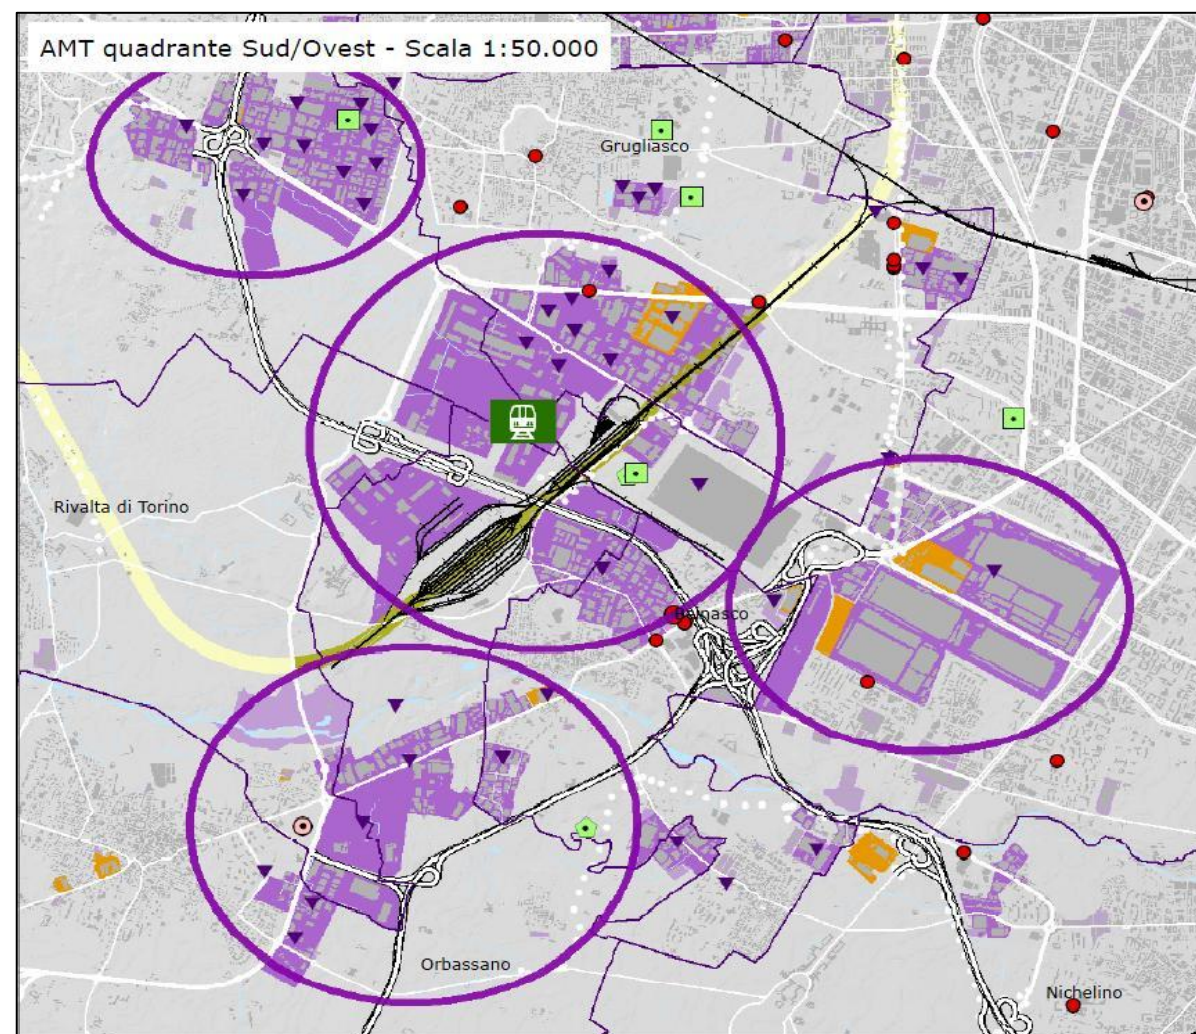 AMT quadrante Sud/Ovest - Scala 1:50.000
Grugliasco
Rivalta di Torino
Beinasco
Orbassano
Nichelino